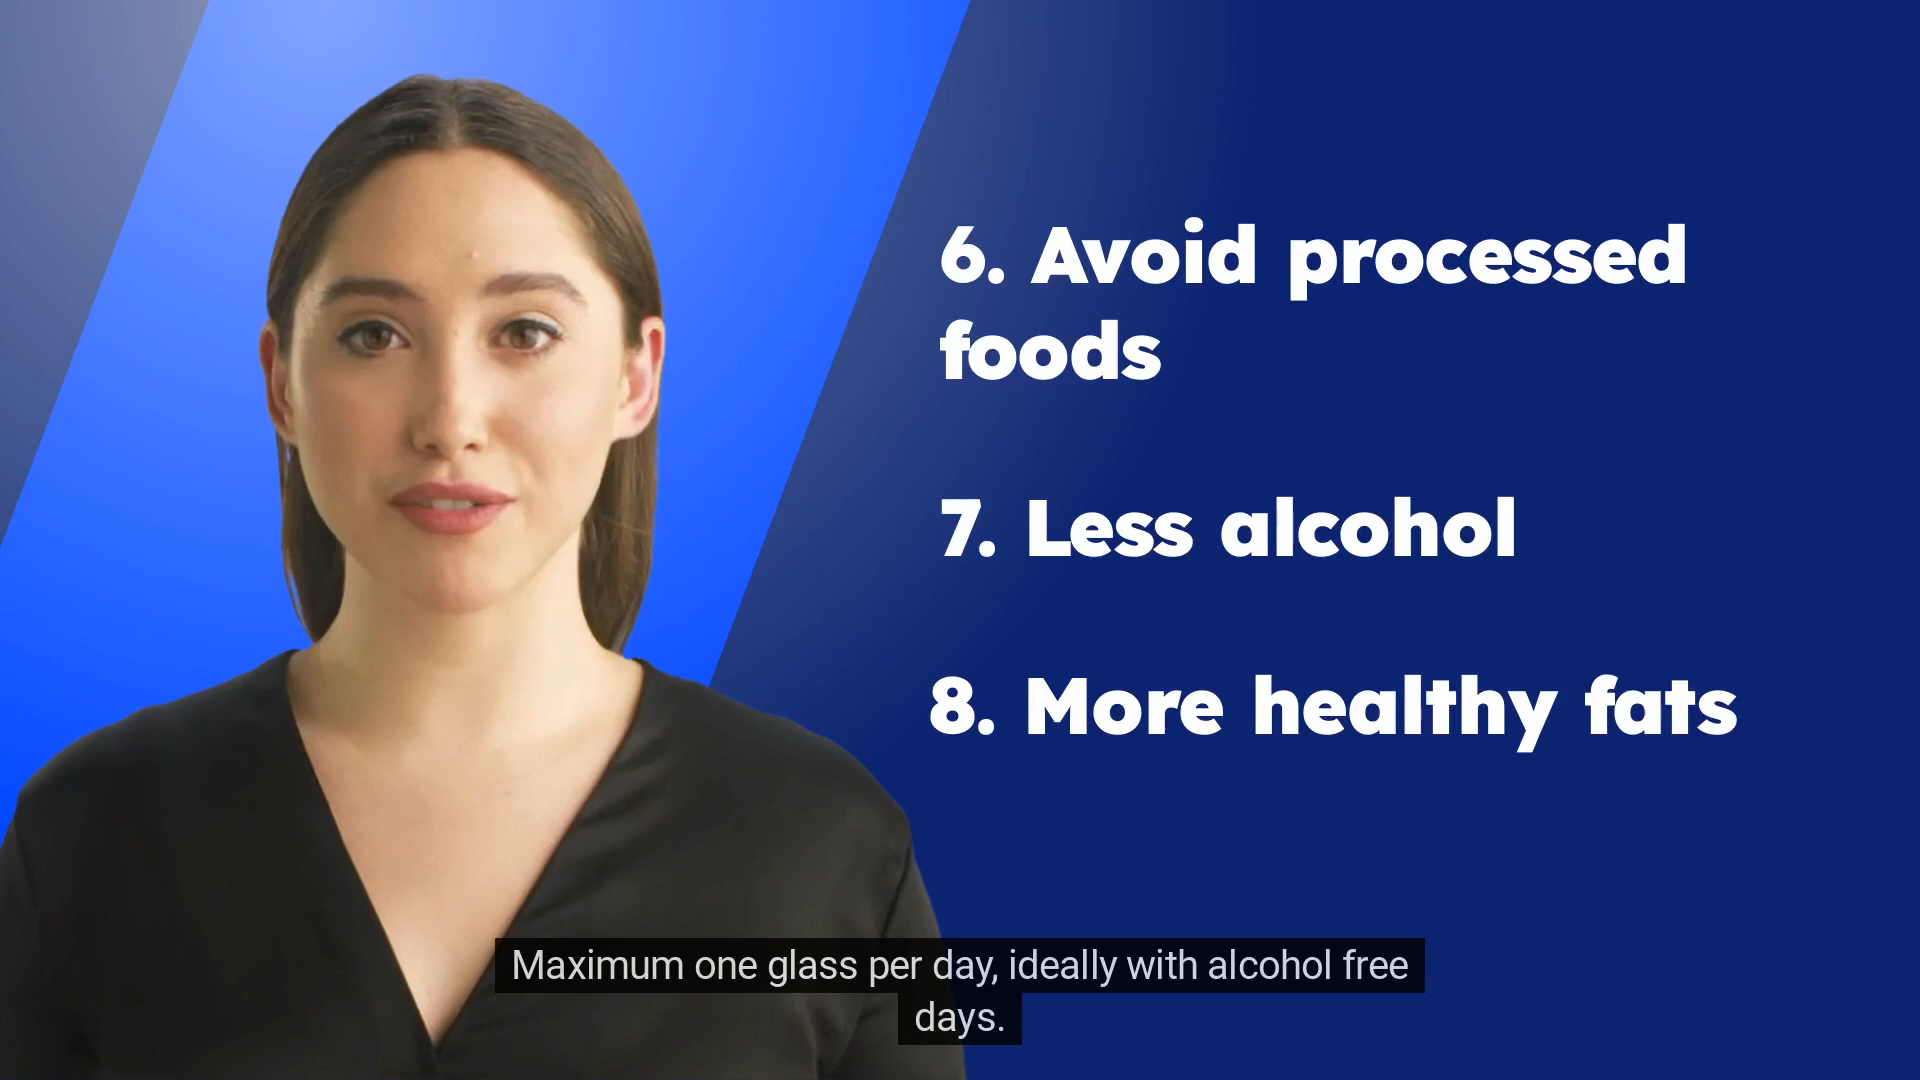 6. Avoid processed
foods
7. Less alcohol
8. More healthy fats
Maximum one glass per day, ideally with alcohol free
days.